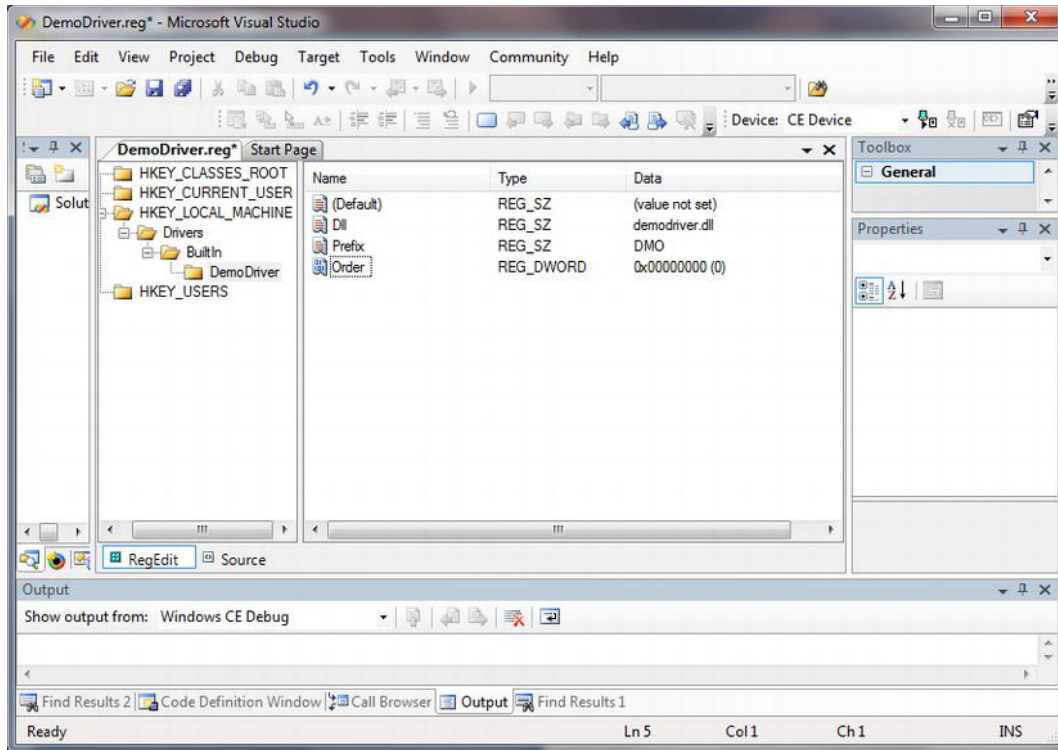 DemoDriver.reg* - Microsoft Visual Studio
File Edit View Project Debug Target Tools Window Community Help
Device: CE Device
DemoDriver.reg* Start Page
Toolbox
General
Solut
HKEY_CLASSES_ROOT
HKEY_CURRENT_USER
HKEY_LOCAL_MACHINE
Drivers
BuiltIn
DemoDriver
HKEY_USERS
Name Type Data
(Default) REG_SZ (value not set)
Dll REG_SZ demodriver.dll
Prefix REG_SZ DMO
Order REG_DWORD 0x00000000 (0)
Properties
RegEdit Source
Output
Show output from: Windows CE Debug
Find Results 2 Code Definition Window Call Browser Output Find Results 1
Ready Ln 5 Col 1 Ch 1 INS